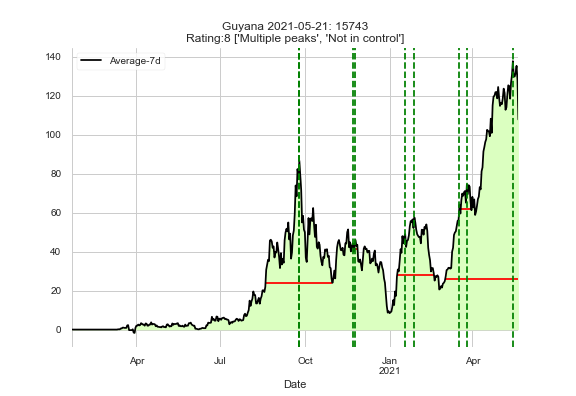 Guyana 2021-05-21: 15743
Rating:8 ['Multiple peaks', 'Not in control']
Average-7d
140
120
100
80
60
40
20
0
Apr
Jul
Oct
Jan
2021
Apr
Date